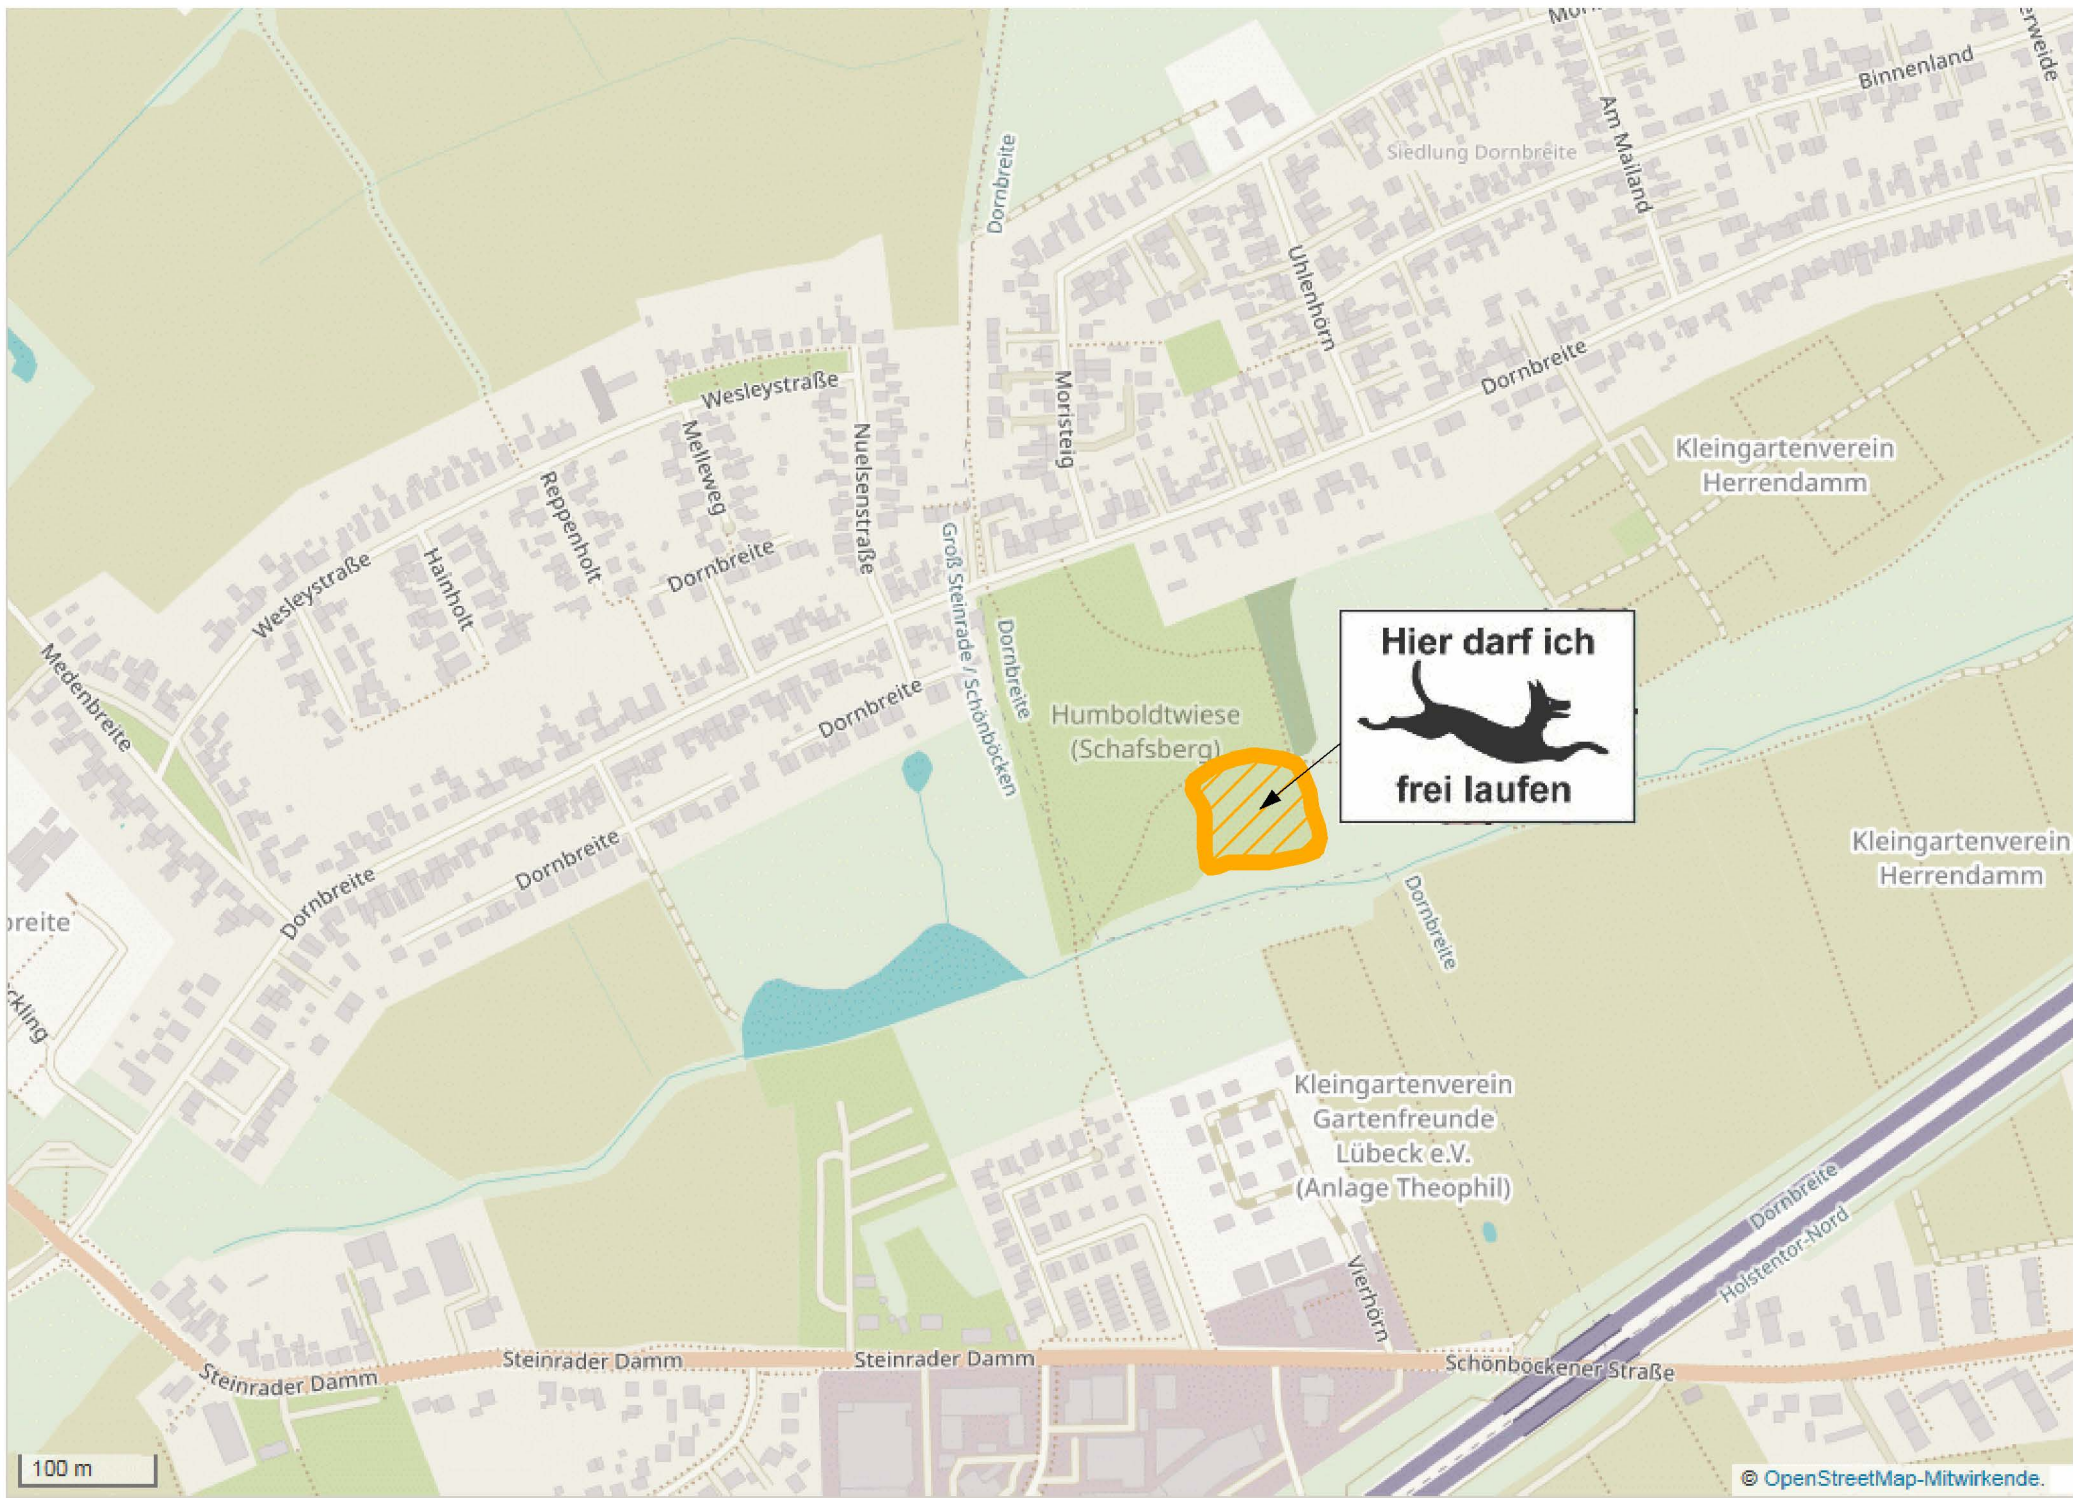 Binnenland
Am Mailand
Siedlung Dornbreite
Dornbreite
Uhlenhörn
Dornbreite
Wesleystraße
Moristeig
Melleweg
Nuelsenstraße
Kleingartenverein
Herrendamm
Reppenholt
Hainholt
Wesleystraße
Dornbreite
Groß Steinrade / Schönböcken
Dornbreite
Medenbreite
Hier darf ich
frei laufen
Humboldtwiese
(Schafsberg)
Dornbreite
Dornbreite
Dornbreite
Kleingartenverein
Herrendamm
Dornbreite
breite
ckling
Kleingartenverein
Gartenfreunde
Lübeck e.V.
(Anlage Theophil)
Dornbreite
Holstentor-Nord
Vierhörn
Steinrader Damm
Steinrader Damm
Steinrader Damm
Schönböckener Straße
100 m
© OpenStreetMap-Mitwirkende.